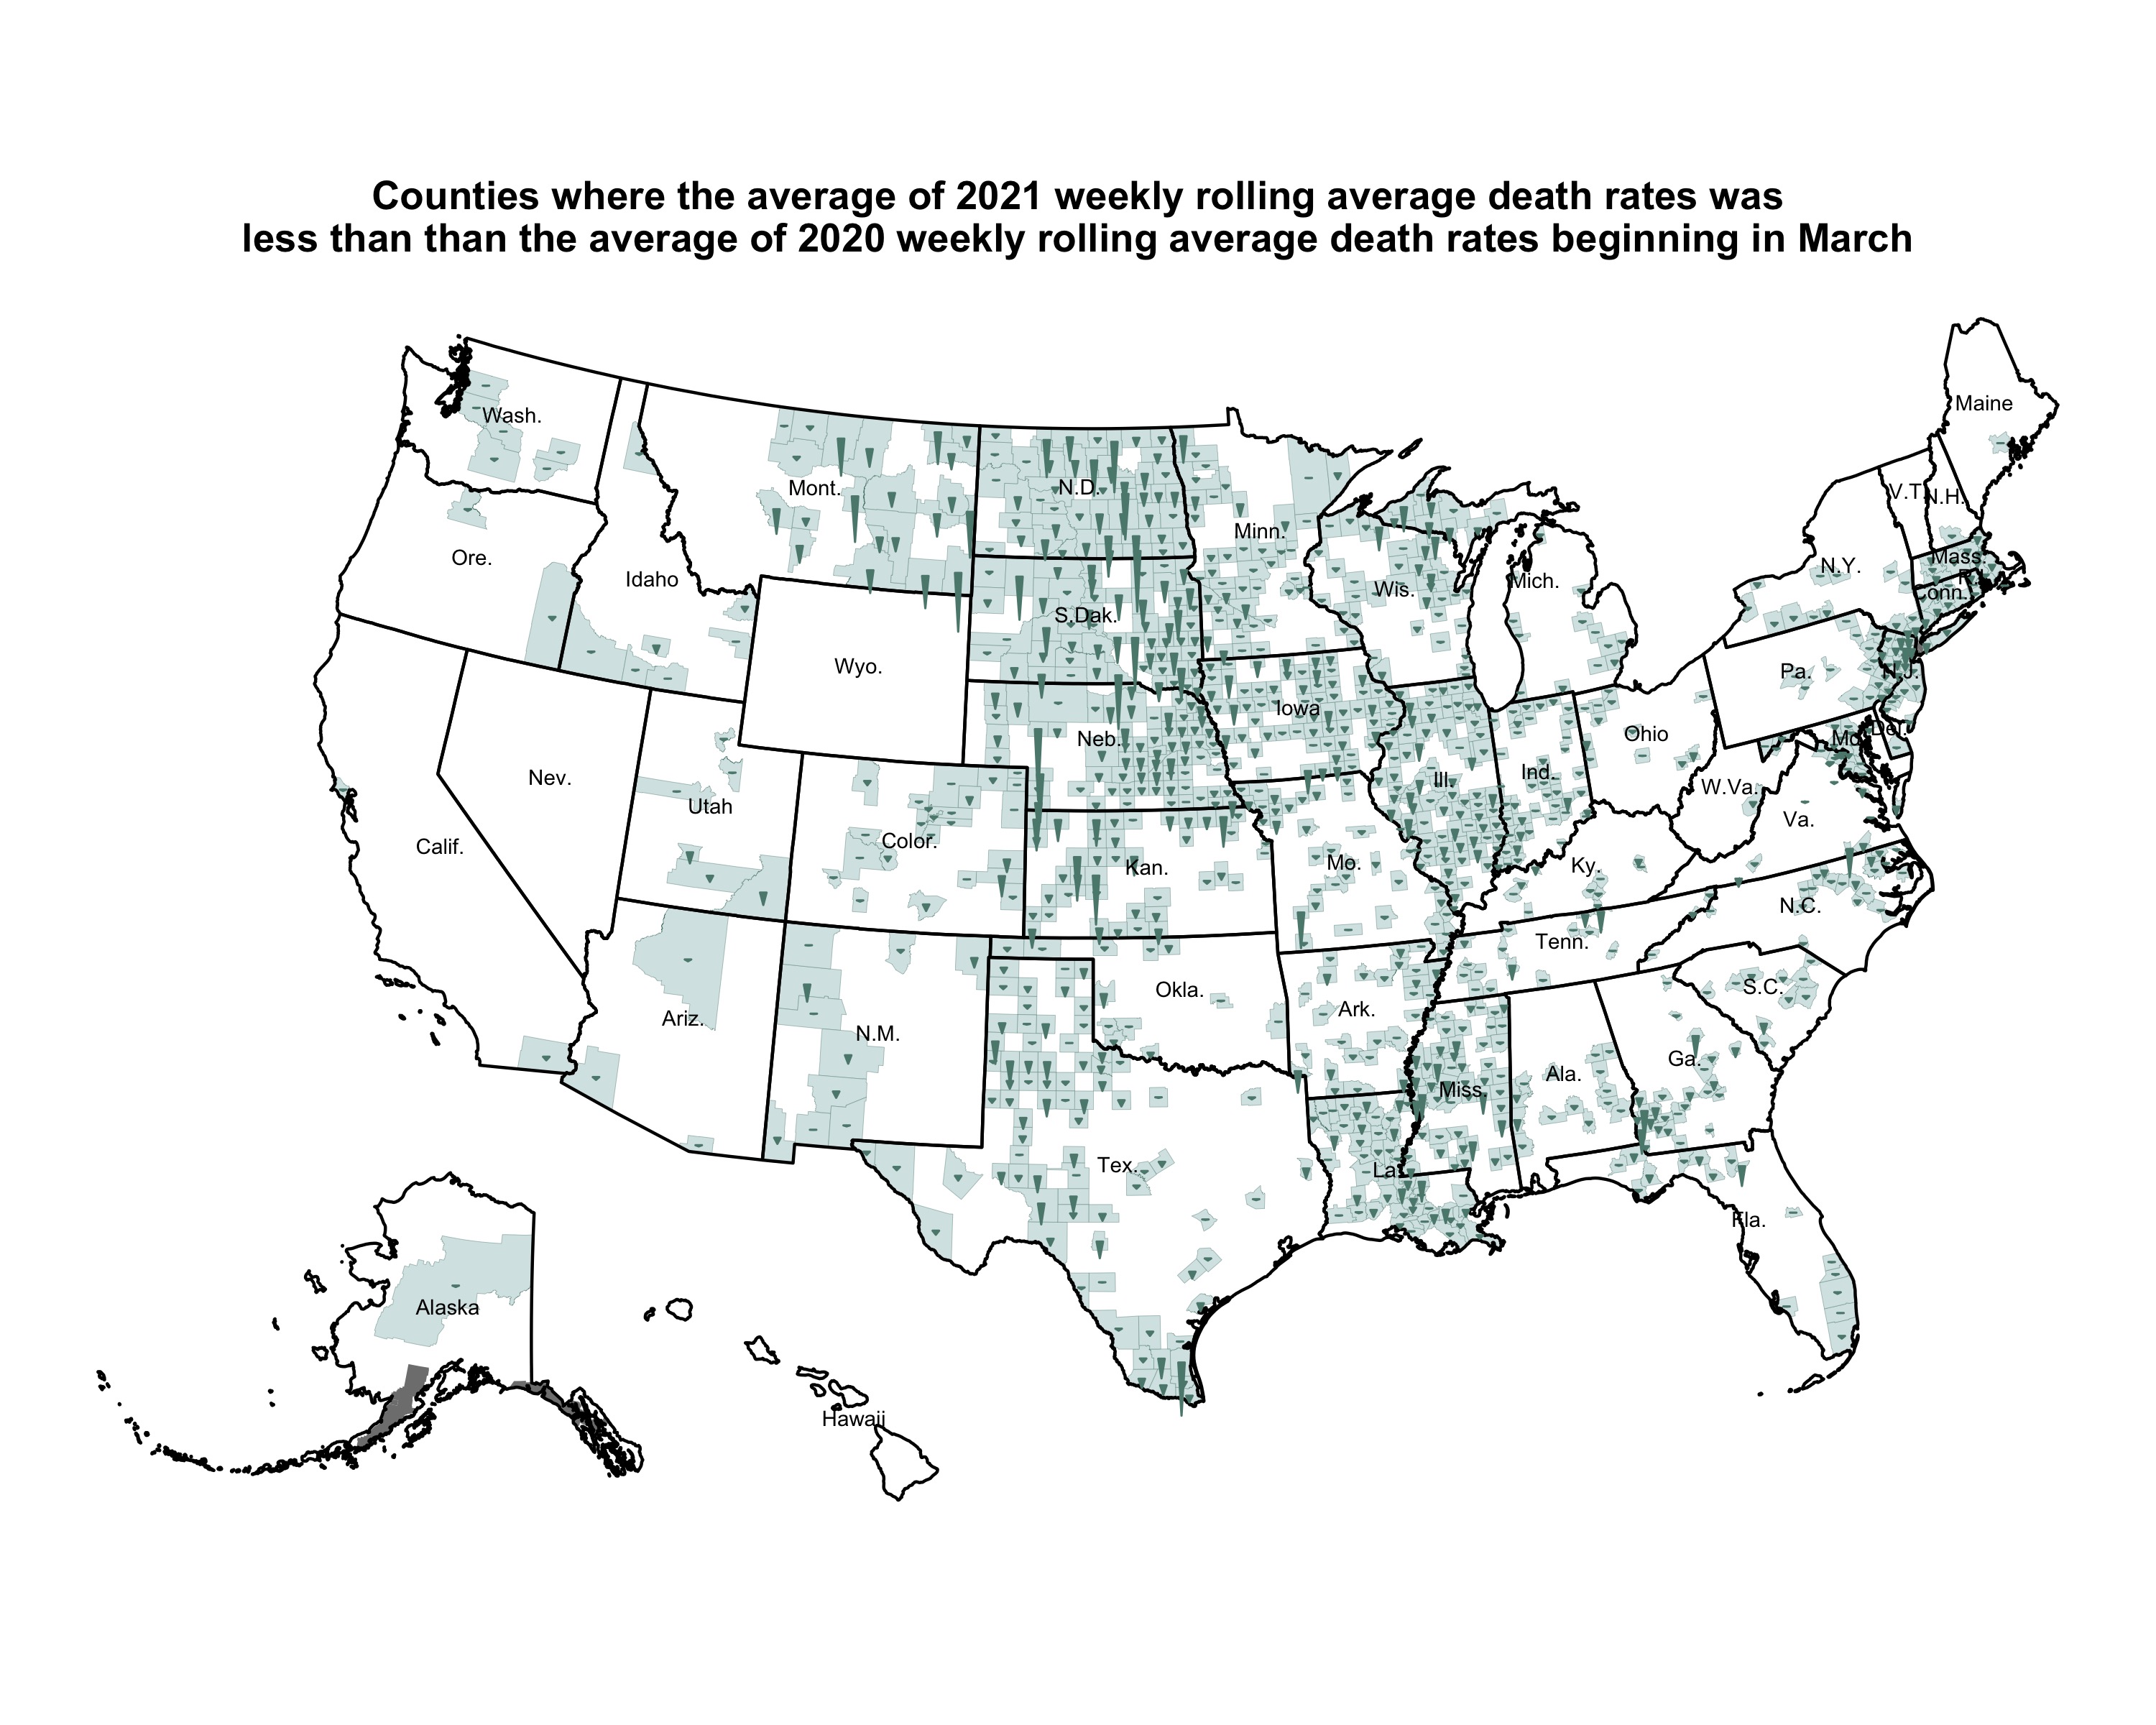 Counties where the average of 2021 weekly rolling average death rates was
less than than the average of 2020 weekly rolling average death rates beginning in March
Maine
Wash.
Mont.
N.D.
V.T.
N.H.
Minn.
Ore.
Mass.
N.Y.
Idaho
R.I.
Mich.
Wis.
Conn.
S.Dak.
Wyo.
Pa.
N.J.
Iowa
Del.
Ohio
Neb.
Md.
Nev.
Ind.
Ill.
W.Va.
Utah
Va.
Color.
Calif.
Mo.
Kan.
Ky.
N.C.
Tenn.
S.C.
Okla.
Ark.
Ariz.
N.M.
Ga.
Ala.
Miss.
Tex.
La.
Fla.
Alaska
Hawaii